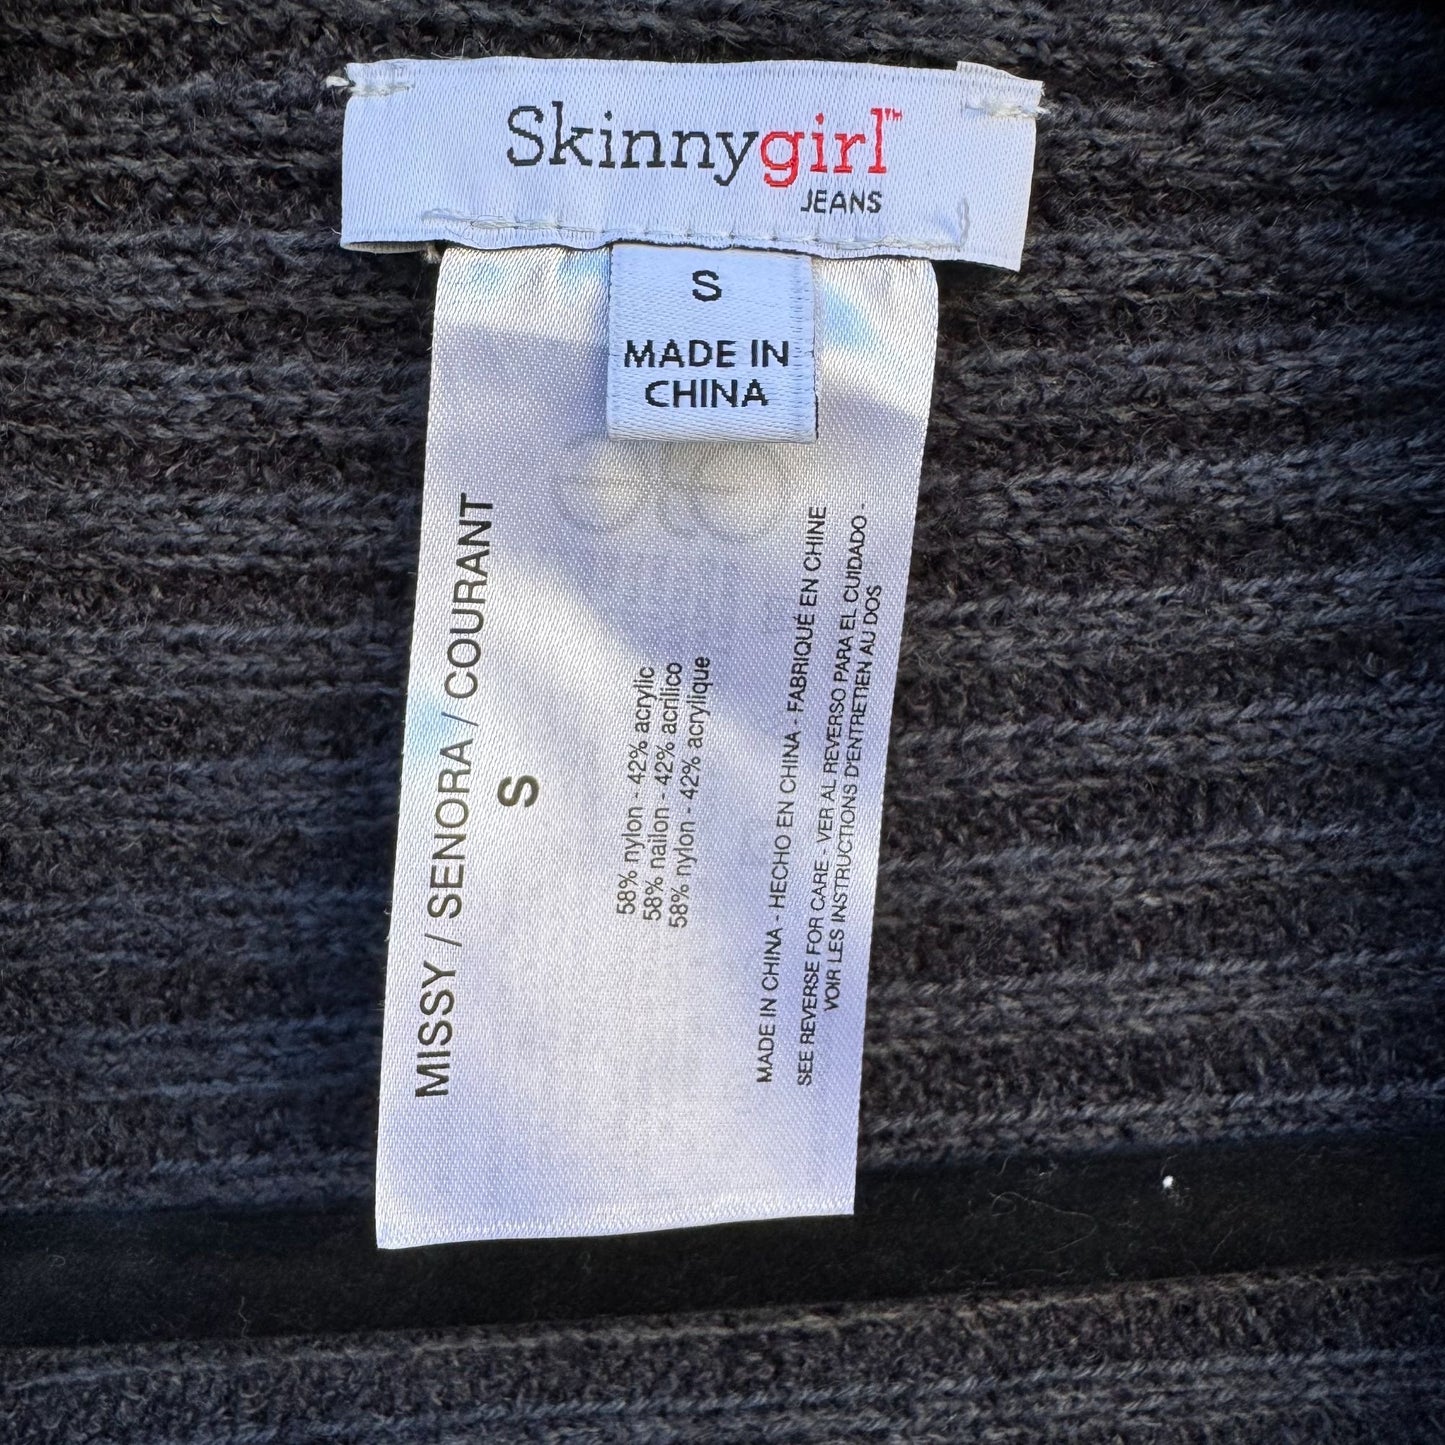 Skinnygirl™
JEANS
S
MADE IN
CHINA
MISSY / SENORA / COURANT
S
58% nylon - 42% acrylic
58% nailon - 42% acrilico
58% nylon - 42% acrylique
MADE IN CHINA - HECHO EN CHINA - FABRIQUÉ EN CHINE
SEE REVERSE FOR CARE - VER AL REVERSO PARA EL CUIDADO -
VOIR LES INSTRUCTIONS D'ENTRETIEN AU DOS